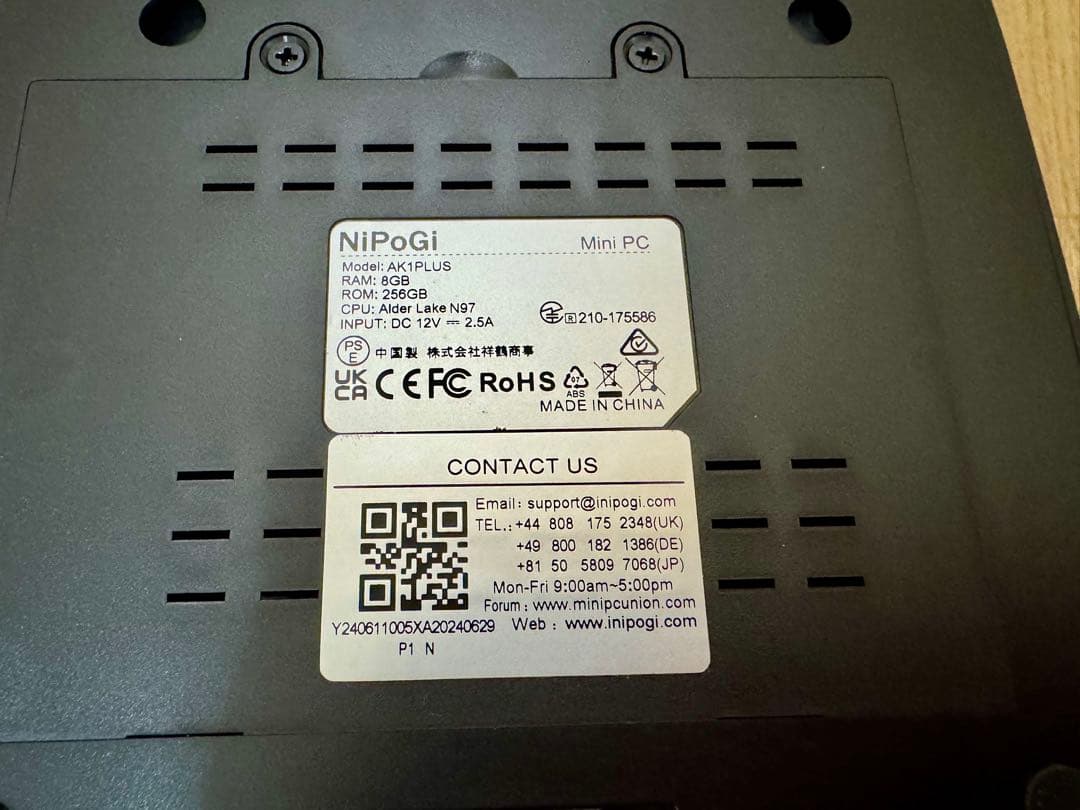 NiPoGi Mini PC
Model: AK1PLUS
RAM: 8GB
ROM: 256GB
CPU: Alder Lake N97
INPUT: DC 12V ⎓ 2.5A
R 210-175586
PS E 中国製 株式会社祥鶴商事
UK CA CE FC RoHS
07
ABS
MADE IN CHINA
CONTACT US
Email: support@inipogi.com
TEL.: +44 808 175 2348(UK)
+49 800 182 1386(DE)
+81 50 5809 7068(JP)
Mon-Fri 9:00am~5:00pm
Forum : www.minipcunion.com
Y240611005XA20240629 Web : www.inipogi.com
P1 N